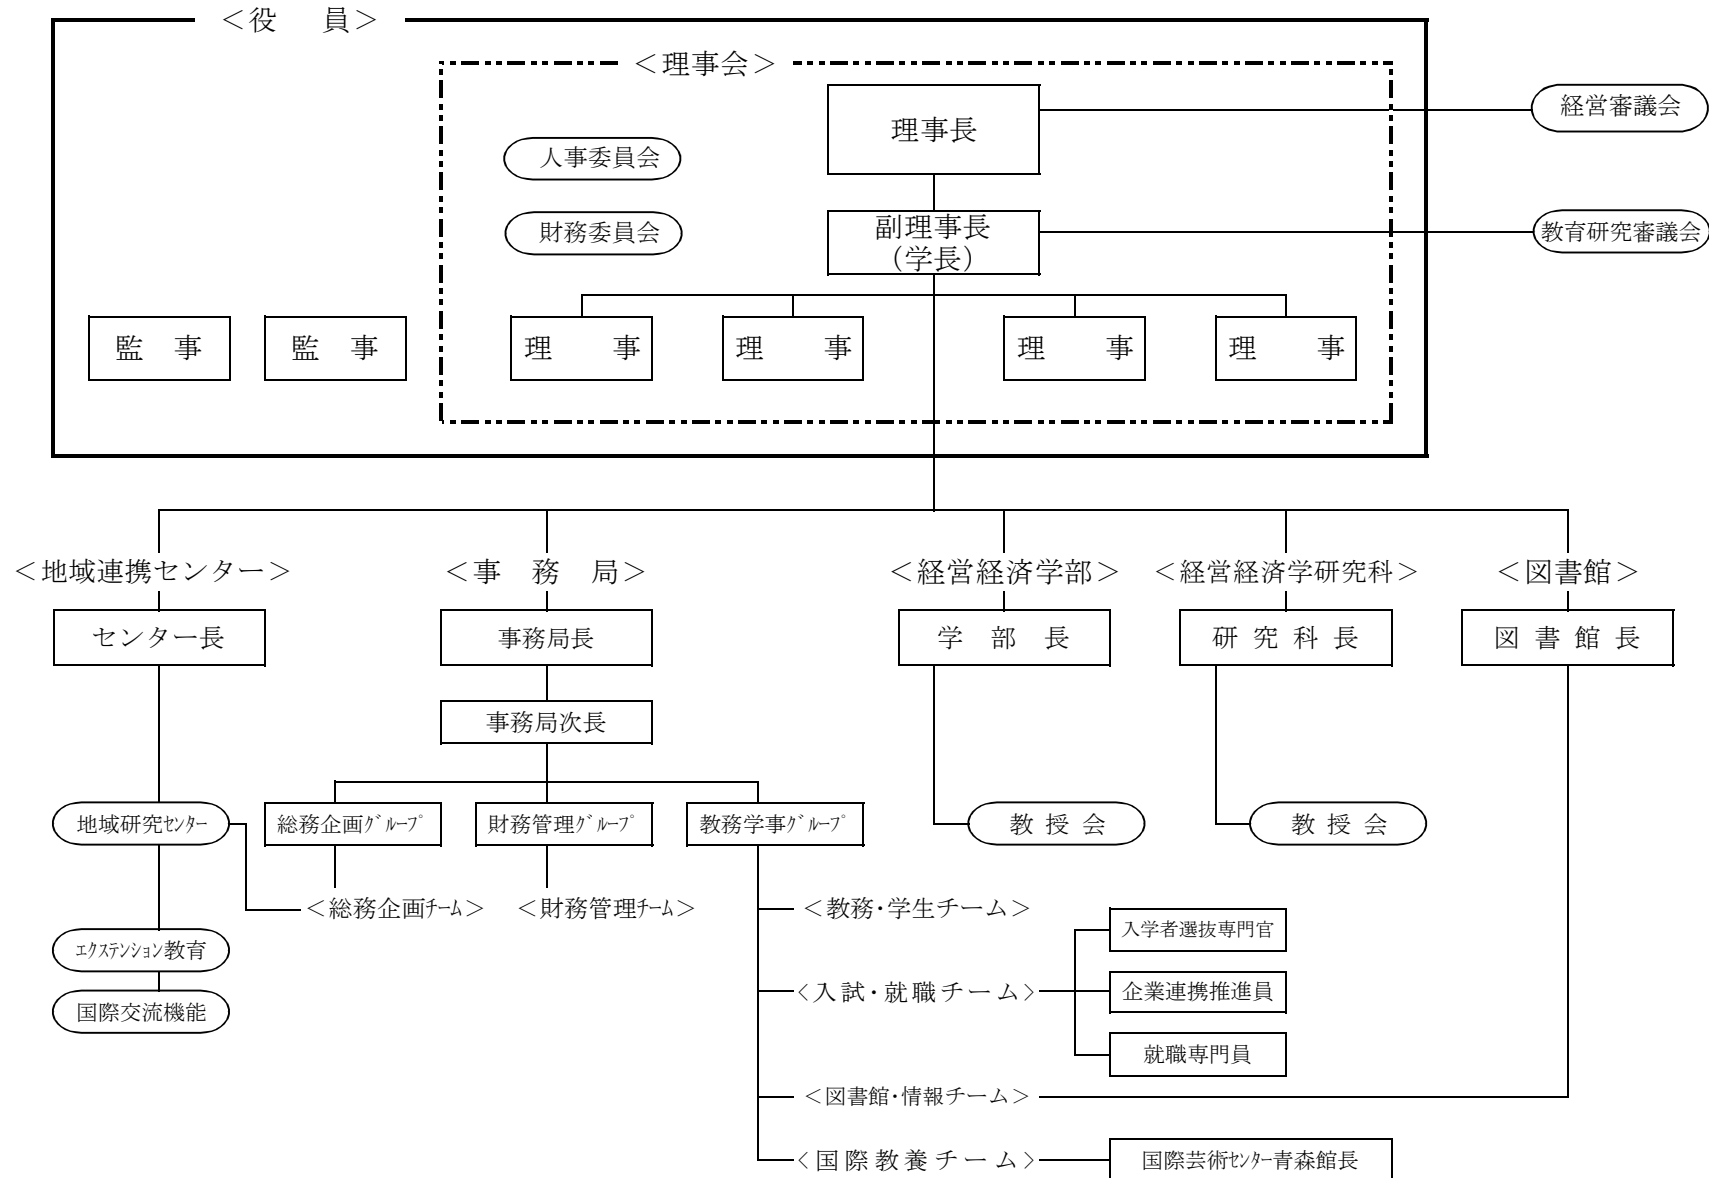 ＜役　員＞
＜理事会＞
理事長
経営審議会
人事委員会
財務委員会
副理事長
（学長）
教育研究審議会
監　事
監　事
理　事
理　事
理　事
理　事
＜地域連携センター＞
＜事　務　局＞
＜経営経済学部＞
＜経営経済学研究科＞
＜図書館＞
センター長
事務局長
学　部　長
研 究 科 長
図 書 館 長
事務局次長
地域研究ｾﾝﾀｰ
総務企画ｸﾞﾙｰﾌﾟ
財務管理ｸﾞﾙｰﾌﾟ
教務学事ｸﾞﾙｰﾌﾟ
教 授 会
教 授 会
＜総務企画ﾁｰﾑ＞
＜財務管理ﾁｰﾑ＞
＜教務･学生チーム＞
入学者選抜専門官
ｴｸｽﾃﾝｼｮﾝ教育
＜入試･就職チーム＞
企業連携推進員
国際交流機能
就職専門員
＜図書館･情報チーム＞
＜国際教養チーム＞
国際芸術ｾﾝﾀｰ青森館長